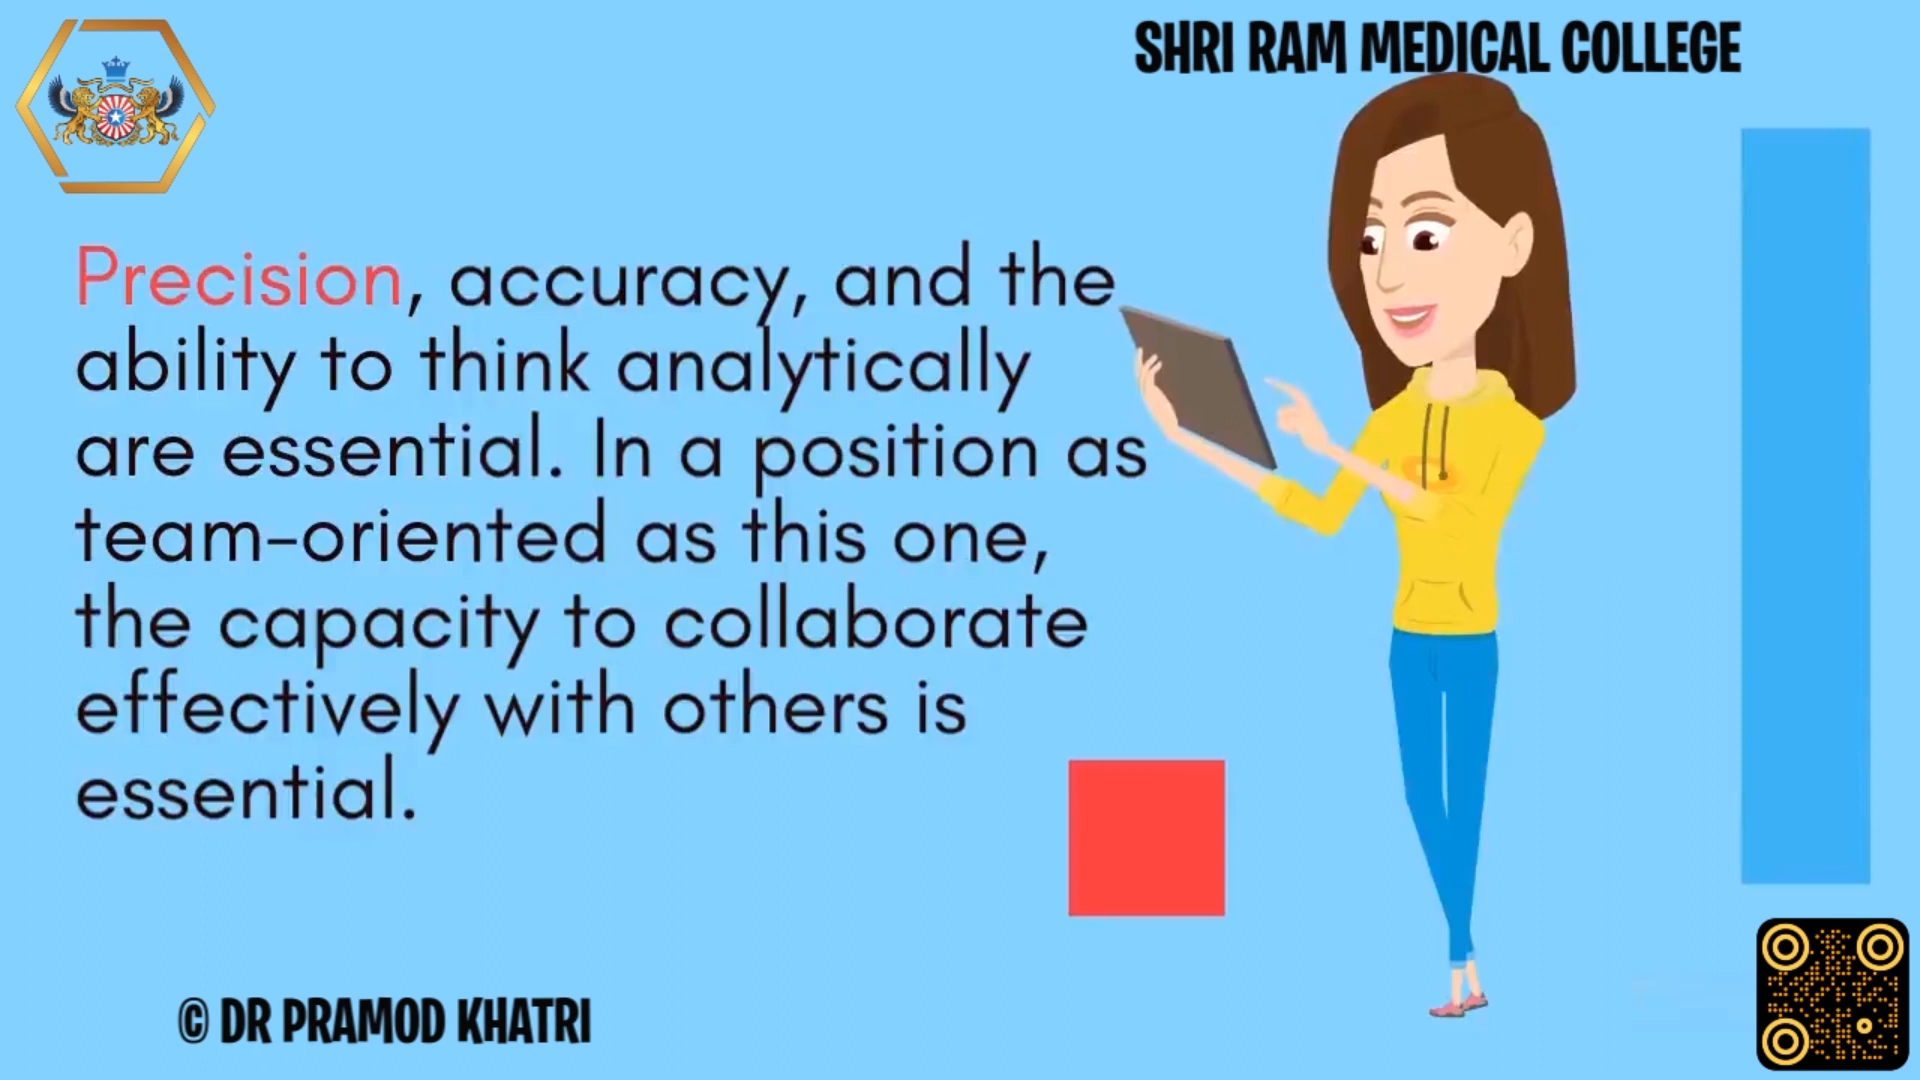 SHRI RAM MEDICAL COLLEGE
Precision, accuracy, and the
ability to think analytically
are essential. In a position as
team-oriented as this one,
the capacity to collaborate
effectively with others is
essential.
© DR PRAMOD KHATRI